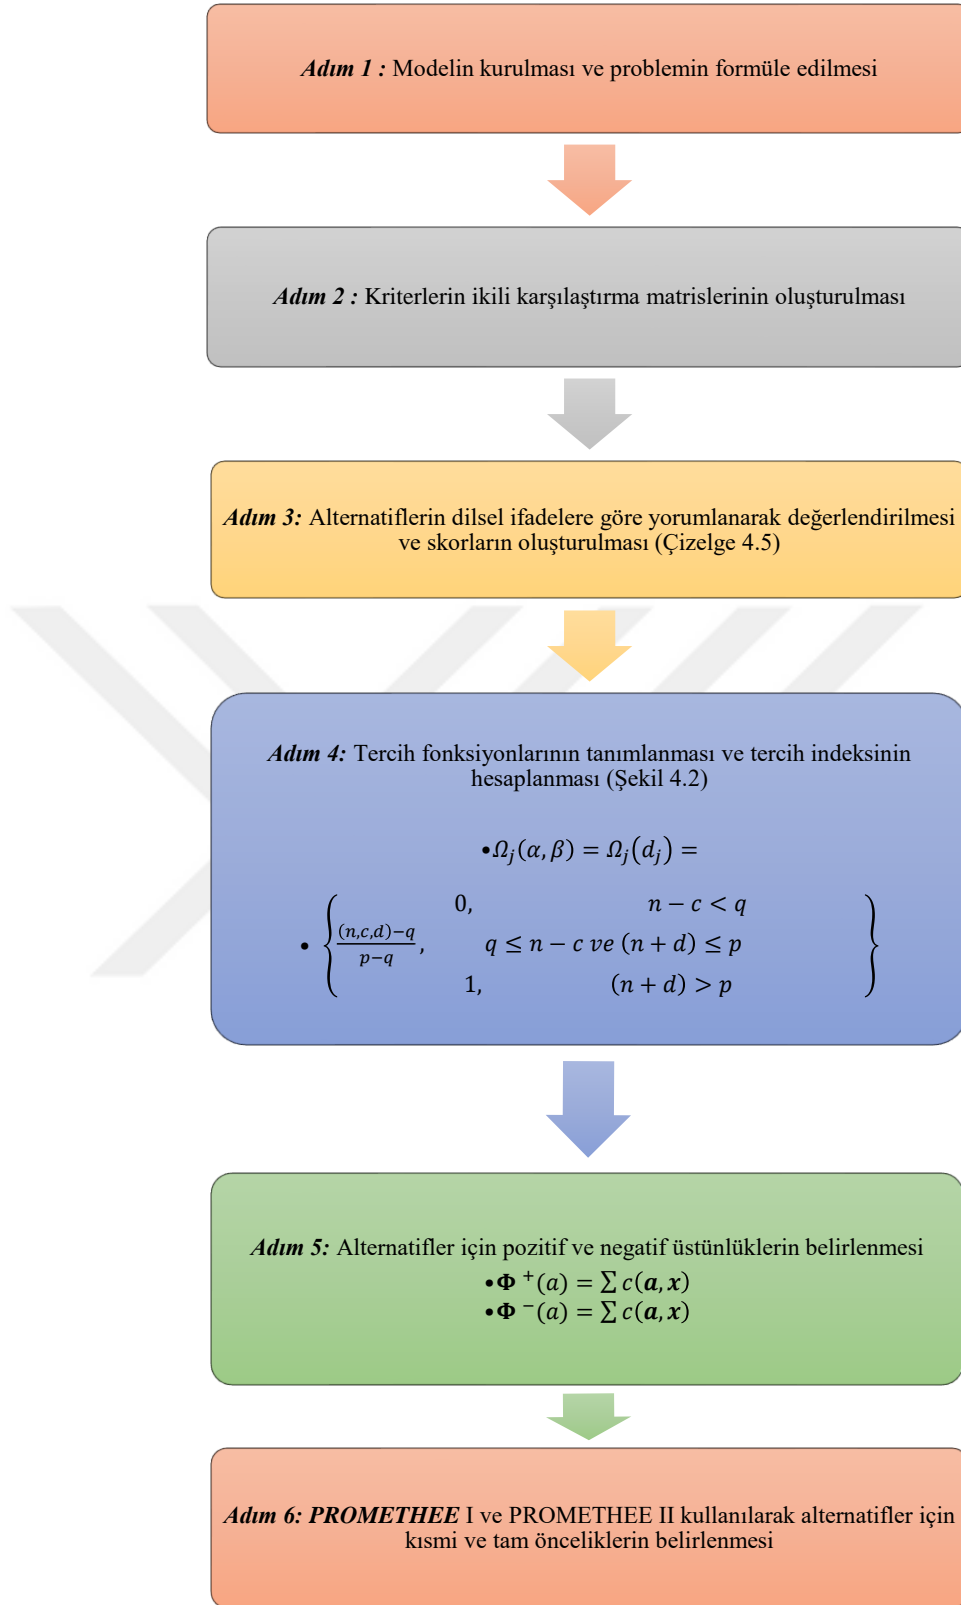 Adım 1 : Modelin kurulması ve problemin formüle edilmesi
Adım 2 : Kriterlerin ikili karşılaştırma matrislerinin oluşturulması
Adım 3: Alternatiflerin dilsel ifadelere göre yorumlanarak değerlendirilmesi
ve skorların oluşturulması (Çizelge 4.5)
Adım 4: Tercih fonksiyonlarının tanımlanması ve tercih indeksinin
hesaplanması (Şekil 4.2)
•Ω_j(α, β) = Ω_j(d_j) =
• { 0, n − c < q
((n,c,d)−q)/(p−q), q ≤ n − c ve (n + d) ≤ p
1, (n + d) > p }
Adım 5: Alternatifler için pozitif ve negatif üstünlüklerin belirlenmesi
•Φ ⁺(a) = ∑ c(a, x)
•Φ ⁻(a) = ∑ c(a, x)
Adım 6: PROMETHEE I ve PROMETHEE II kullanılarak alternatifler için
kısmi ve tam önceliklerin belirlenmesi